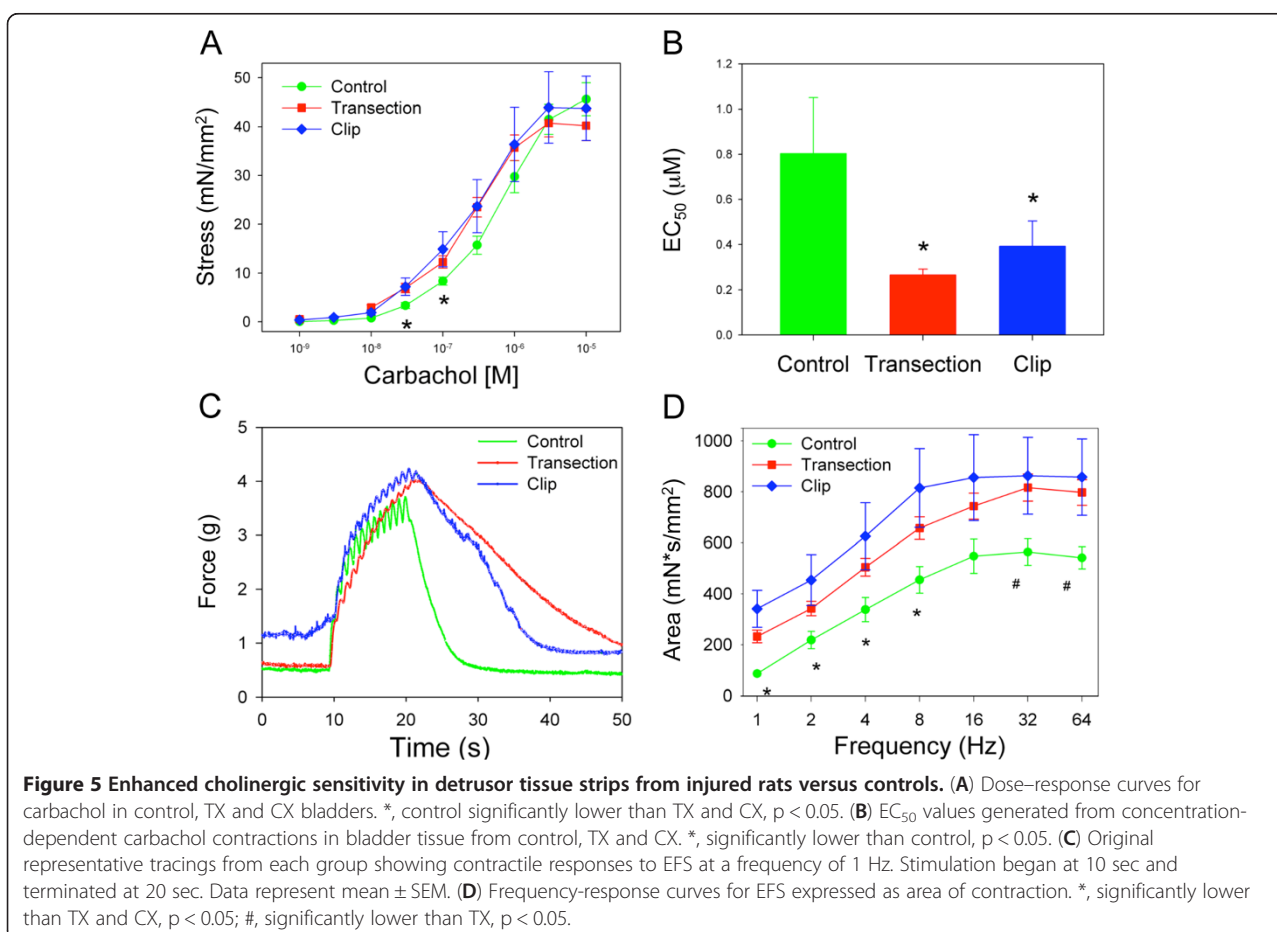 A
Stress (mN/mm²)
50
40
30
20
10
0
Control
Transection
Clip
*
*
10⁻⁹
10⁻⁸
10⁻⁷
10⁻⁶
10⁻⁵
Carbachol [M]
B
EC₅₀ (μM)
1.2
1.0
0.8
0.6
0.4
0.2
0.0
*
*
Control
Transection
Clip
C
Force (g)
5
4
3
2
1
0
Control
Transection
Clip
0
10
20
30
40
50
Time (s)
D
Area (mN*s/mm²)
1000
800
600
400
200
0
Control
Transection
Clip
*
*
*
*
#
#
1
2
4
8
16
32
64
Frequency (Hz)
Figure 5 Enhanced cholinergic sensitivity in detrusor tissue strips from injured rats versus controls. (A) Dose–response curves for
carbachol in control, TX and CX bladders. *, control significantly lower than TX and CX, p < 0.05. (B) EC₅₀ values generated from concentration-
dependent carbachol contractions in bladder tissue from control, TX and CX. *, significantly lower than control, p < 0.05. (C) Original
representative tracings from each group showing contractile responses to EFS at a frequency of 1 Hz. Stimulation began at 10 sec and
terminated at 20 sec. Data represent mean ± SEM. (D) Frequency-response curves for EFS expressed as area of contraction. *, significantly lower
than TX and CX, p < 0.05; #, significantly lower than TX, p < 0.05.